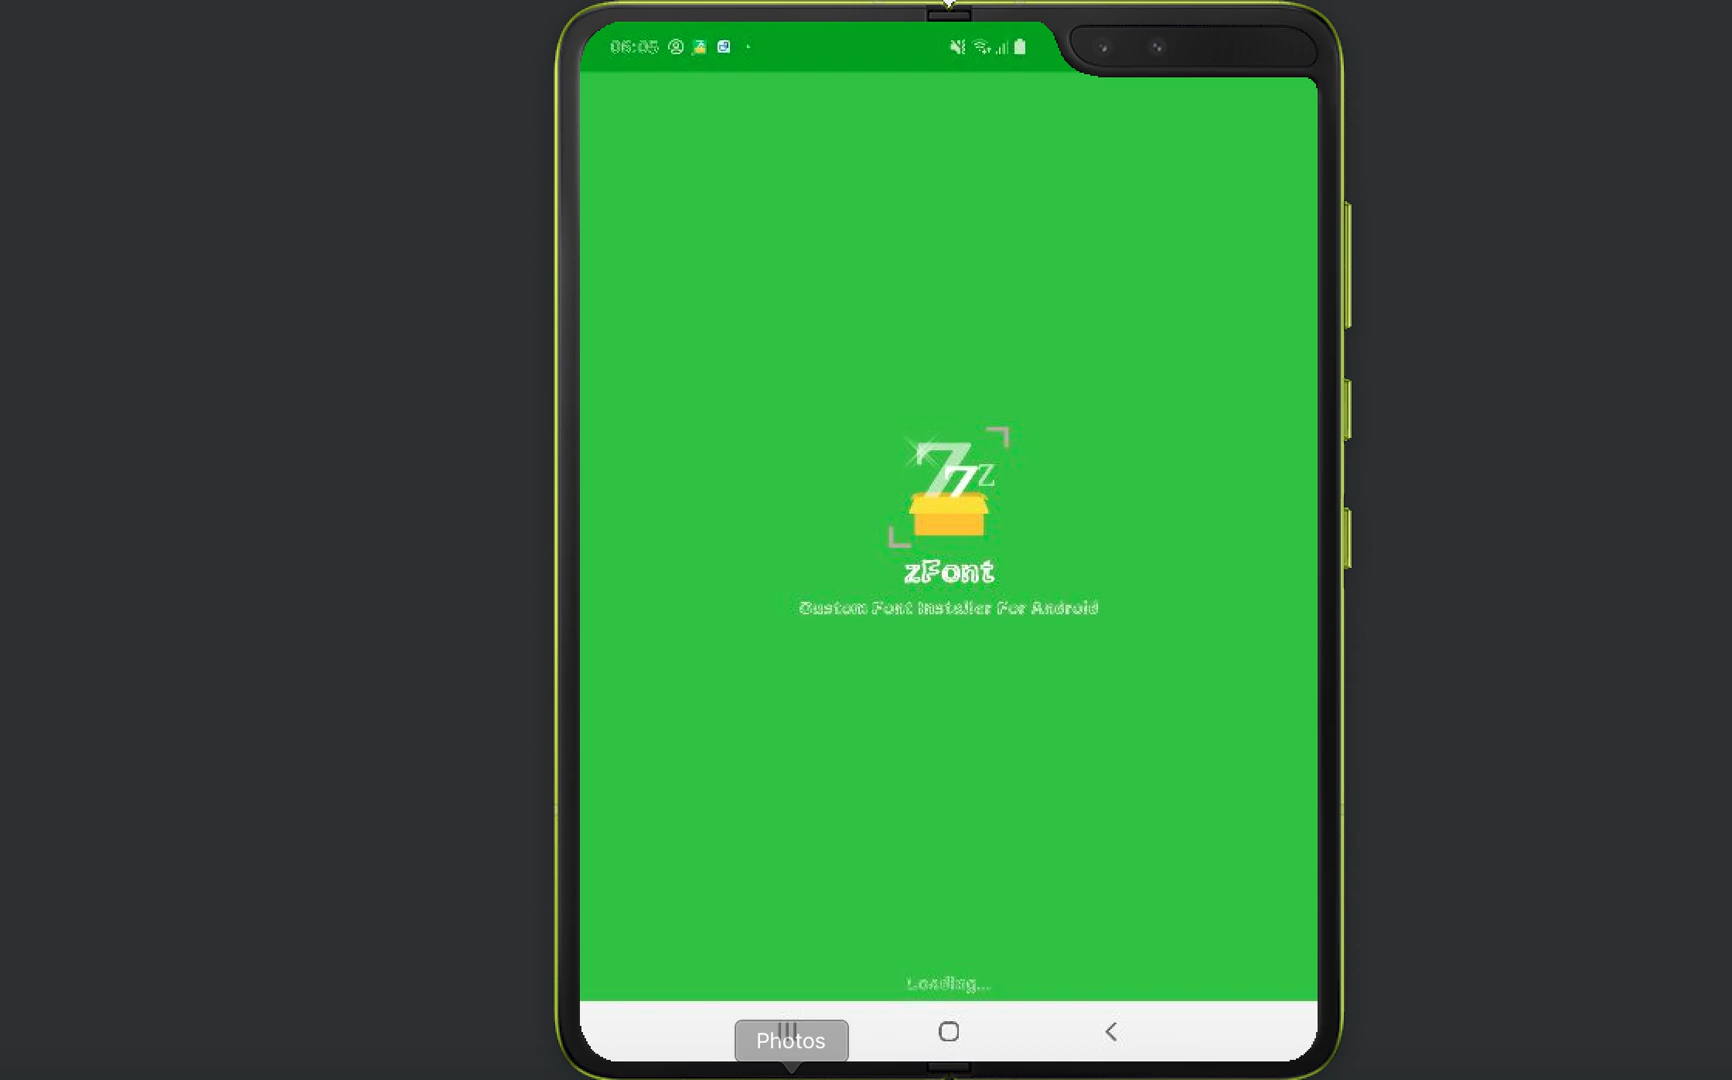 06:05
Z
Z
Z
zFont
Custom Font Installer For Android
Loading...
Photos